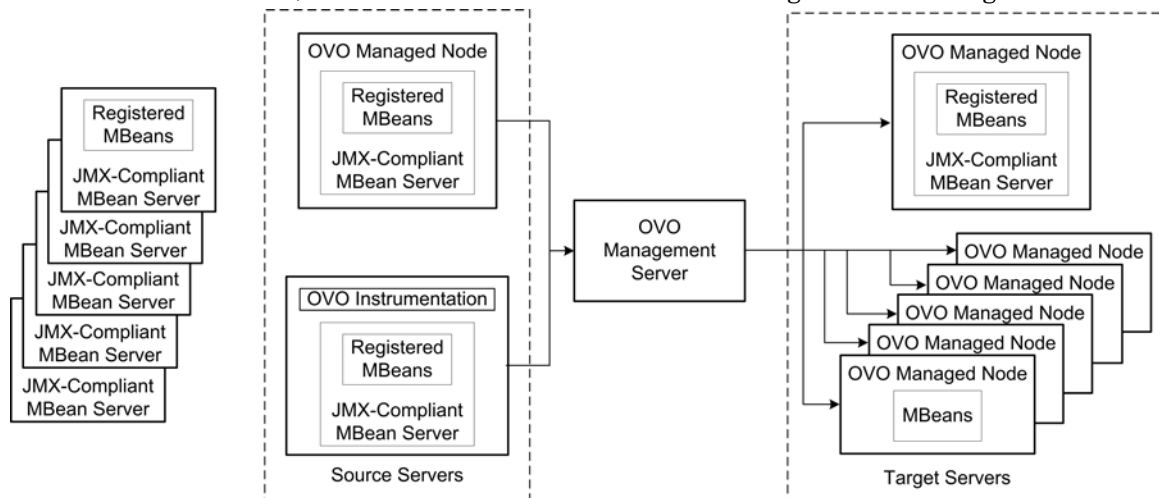 Registered
MBeans
JMX-Compliant
MBean Server
JMX-Compliant
MBean Server
JMX-Compliant
MBean Server
JMX-Compliant
MBean Server
JMX-Compliant
MBean Server
OVO Managed Node
Registered
MBeans
JMX-Compliant
MBean Server
OVO Instrumentation
Registered
MBeans
JMX-Compliant
MBean Server
Source Servers
OVO
Management
Server
OVO Managed Node
Registered
MBeans
JMX-Compliant
MBean Server
OVO Managed Node
OVO Managed Node
OVO Managed Node
OVO Managed Node
OVO Managed Node
MBeans
Target Servers